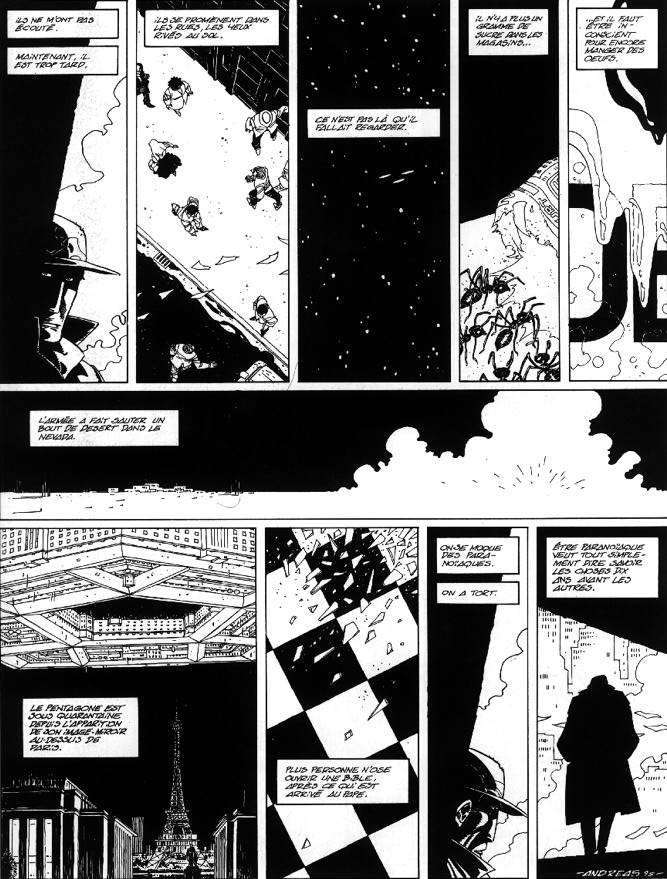 ILS NE M'ONT PAS
ÉCOUTÉ.
MAINTENANT, IL
EST TROP TARD.
ILS SE PROMÈNENT DANS
LES RUES, LES YEUX
RIVÉS AU SOL.
CE N'EST PAS LÀ QU'IL
FALLAIT REGARDER.
IL N'Y A PLUS UN
GRAMME DE
SUCRE DANS LES
MAGASINS...
...ET IL FAUT
ÊTRE IN-
CONSCIENT
POUR ENCORE
MANGER DES
OEUFS.
DE
L'ARMÉE A FAIT SAUTER UN
BOUT DE DESERT DANS LE
NEVADA.
LE PENTAGONE EST
SOUS QUARANTAINE
DEPUIS L'APPARITION
DE SON IMAGE-MIROIR
AU-DESSUS DE
PARIS.
PLUS PERSONNE N'OSE
OUVRIR UNE BIBLE,
APRÈS CE QUI EST
ARRIVÉ AU PAPE.
ON SE MOQUE
DES PARA-
NOÏAQUES.
ON A TORT.
ÊTRE PARANOÏAQUE
VEUT TOUT SIMPLE-
MENT DIRE SAVOIR
LES CHOSES DIX
ANS AVANT LES
AUTRES.
-ANDREAS 95-